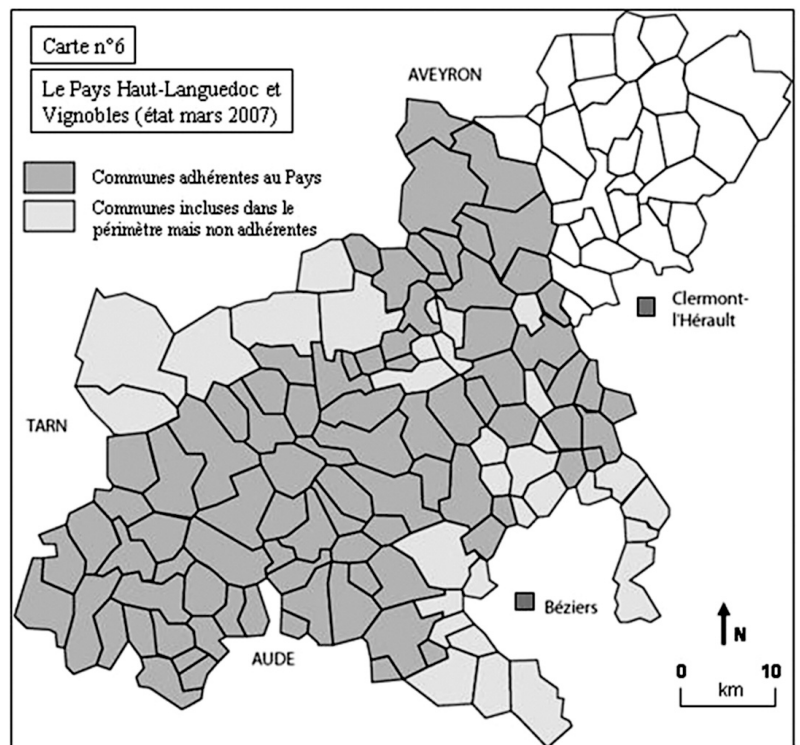 Carte n°6
Le Pays Haut-Languedoc et
Vignobles (état mars 2007)
Communes adhérentes au Pays
Communes incluses dans le
périmètre mais non adhérentes
AVEYRON
Clermont-
l'Hérault
TARN
Béziers
AUDE
N
0 10
km